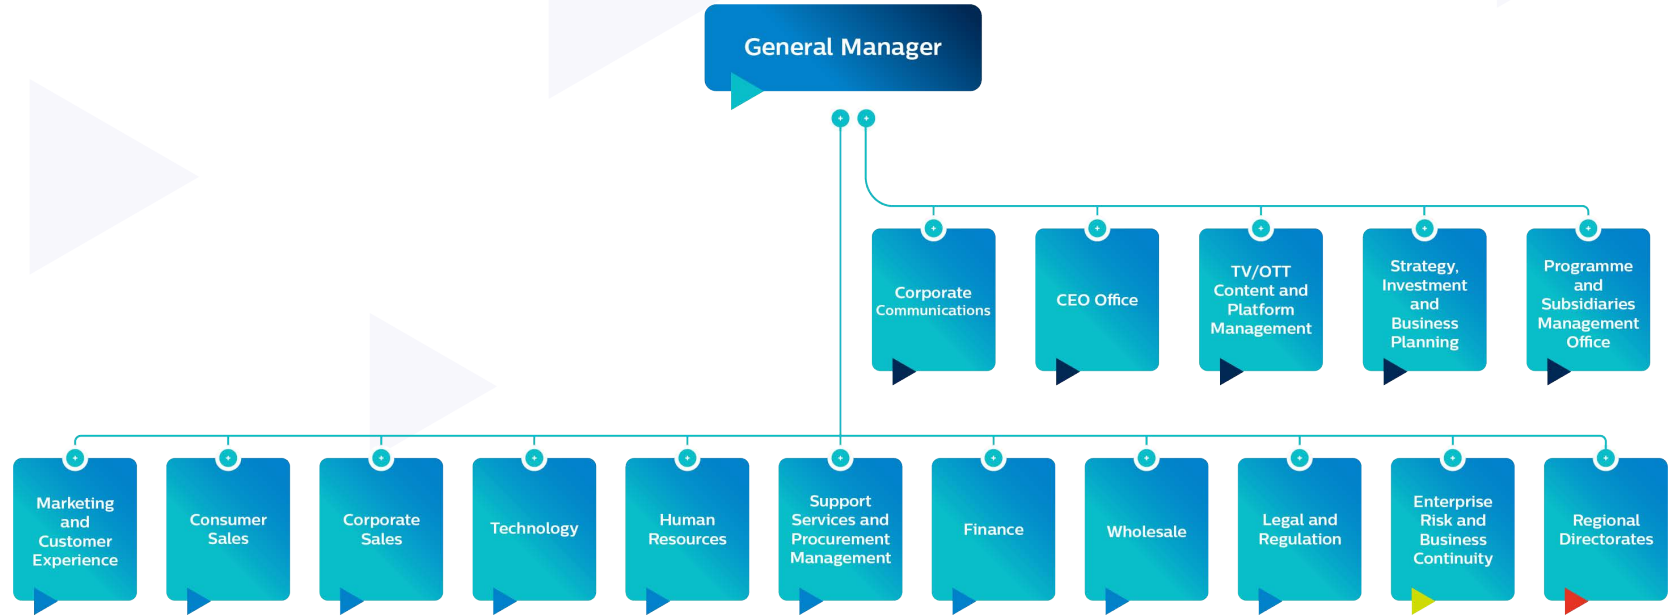 General Manager
Corporate
Communications
CEO Office
TV/OTT
Content and
Platform
Management
Strategy,
Investment
and
Business
Planning
Programme
and
Subsidiaries
Management
Office
Marketing
and
Customer
Experience
Consumer
Sales
Corporate
Sales
Technology
Human
Resources
Support
Services and
Procurement
Management
Finance
Wholesale
Legal and
Regulation
Enterprise
Risk and
Business
Continuity
Regional
Directorates